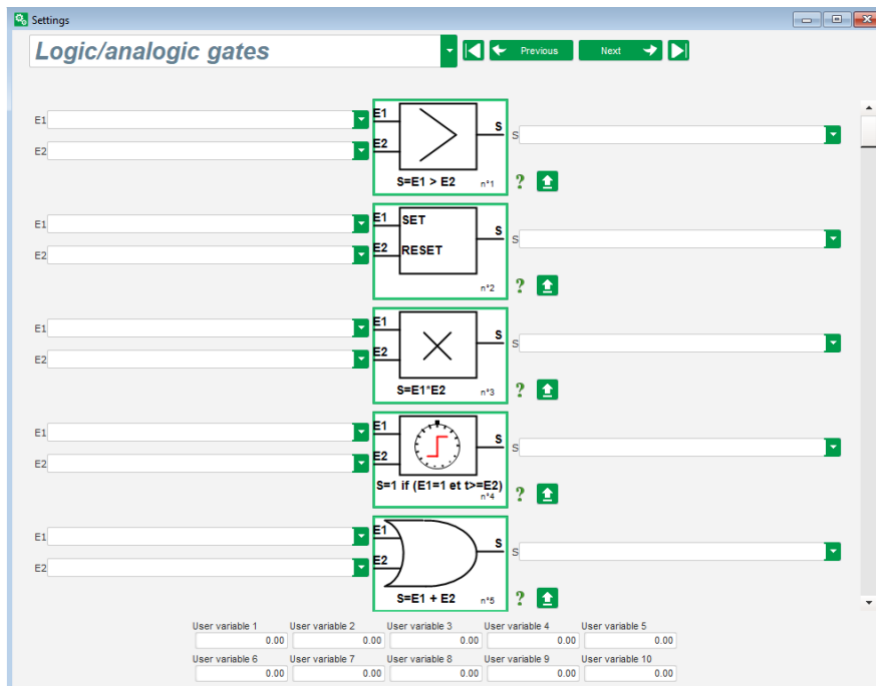 Settings
Logic/analogic gates
Previous
Next
E1
E1
S
S
E2
E2
S=E1 > E2
n°1
?
E1
E1
SET
S
S
E2
E2
RESET
n°2
?
E1
E1
S
S
E2
E2
S=E1*E2
n°3
?
E1
E1
S
S
E2
E2
S=1 if (E1=1 et t>=E2)
n°4
?
E1
E1
S
S
E2
E2
S=E1 + E2
n°5
?
User variable 1 User variable 2 User variable 3 User variable 4 User variable 5
0.00 0.00 0.00 0.00 0.00
User variable 6 User variable 7 User variable 8 User variable 9 User variable 10
0.00 0.00 0.00 0.00 0.00